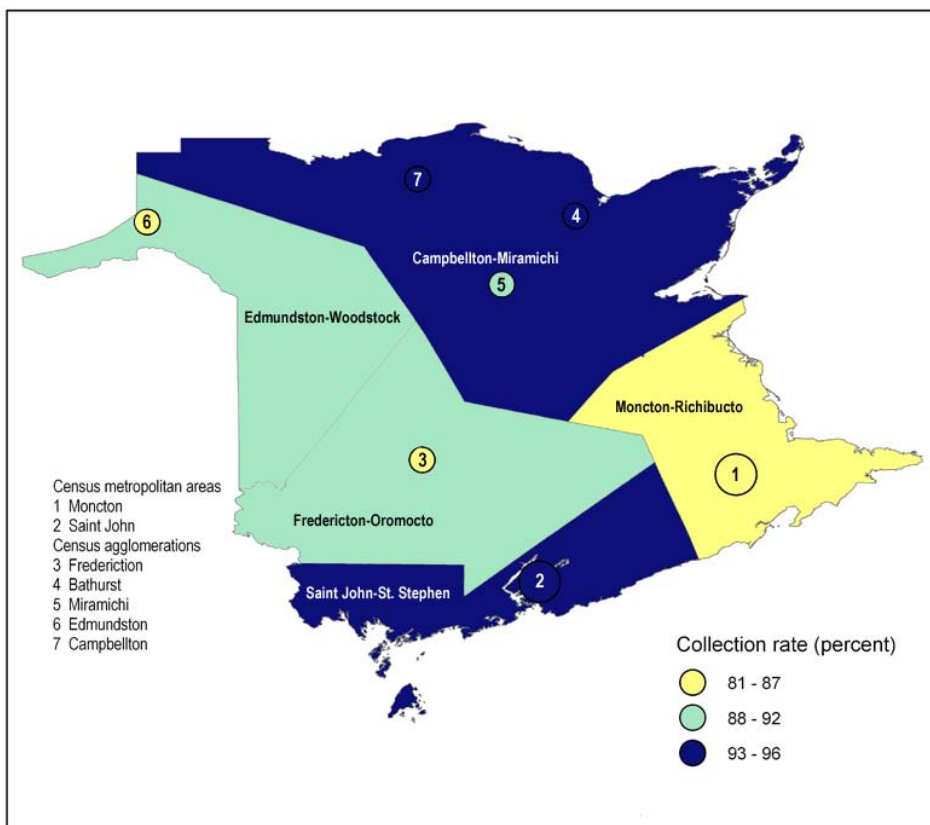 7
6
4
Campbellton-Miramichi
5
Edmundston-Woodstock
Moncton-Richibucto
3
1
Census metropolitan areas
1 Moncton
2 Saint John
Census agglomerations
3 Frederiction
4 Bathurst
5 Miramichi
6 Edmundston
7 Campbellton
Fredericton-Oromocto
2
Saint John-St. Stephen
Collection rate (percent)
81 - 87
88 - 92
93 - 96